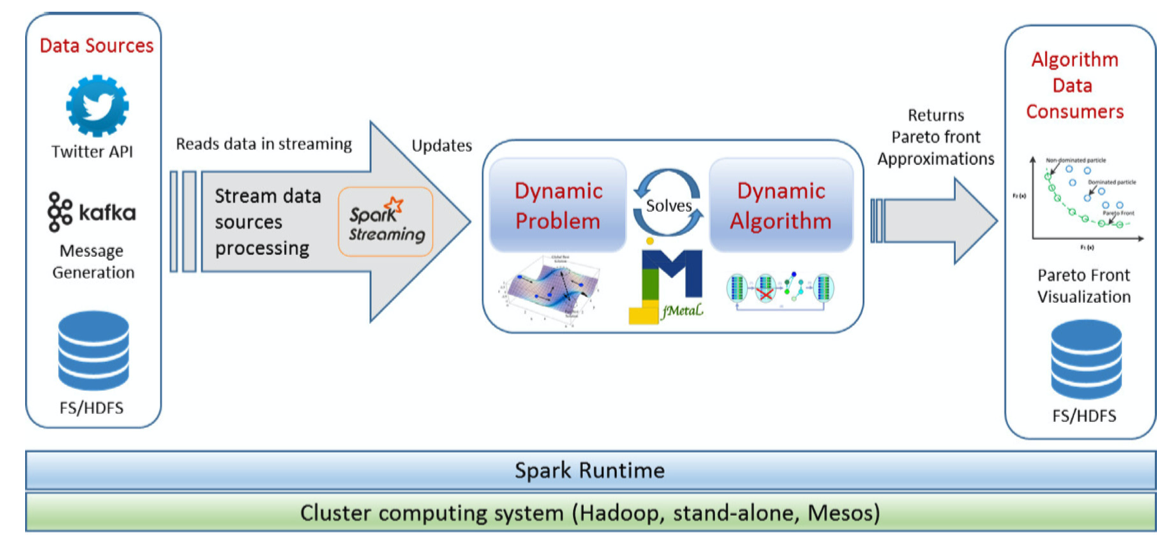 Data Sources
Twitter API
kafka
Message
Generation
FS/HDFS
Reads data in streaming
Stream data
sources
processing
Spark
Streaming
Updates
Dynamic
Problem
Solves
Dynamic
Algorithm
jMetaL
Returns
Pareto front
Approximations
Algorithm
Data
Consumers
Non-dominated particle
Dominated particle
Pareto Front
F₂ (x)
F₁ (x)
Pareto Front
Visualization
FS/HDFS
Spark Runtime
Cluster computing system (Hadoop, stand-alone, Mesos)